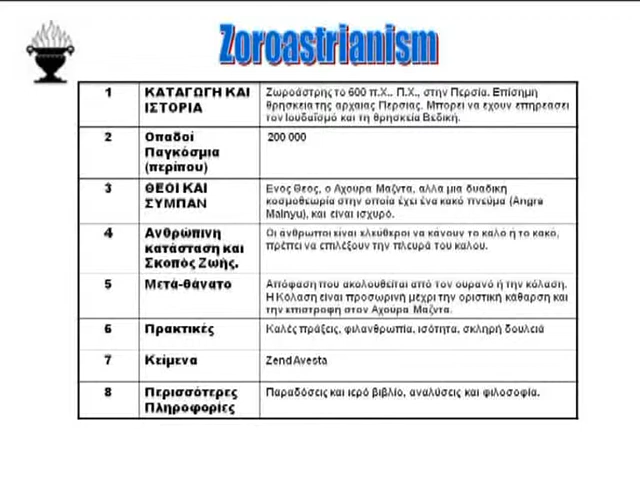 Zoroastrianism
1 ΚΑΤΑΓΩΓΗ ΚΑΙ
ΙΣΤΟΡΙΑ
Ζωροάστρης το 600 π.Χ.. Π.Χ., στην Περσία. Επίσημη
θρησκεία της αρχαίας Περσίας. Μπορεί να έχουν επηρεάσει
τον Ιουδαϊσμό και τη θρησκεία Βεδική.
2 Οπαδοί
Παγκόσμια
(περίπου)
200 000
3 ΘΕΟΙ ΚΑΙ
ΣΥΜΠΑΝ
Ένος Θεος, ο Αχουρα Μαζντα, αλλα μια δυαδικη
κοσμοθεωρία στην οποία έχει ένα κακό πνεύμα (Angra
Mainyu), και είναι ισχυρό.
4 Ανθρώπινη
κατάσταση και
Σκοπός Ζωής.
Οι άνθρωποι είναι ελεύθεροι να κάνουν το καλό ή το κακό,
πρέπει να επιλέξουν την πλευρά του καλου.
5 Μετά-θάνατο
Απόφαση που ακολουθείται από τον ουρανό ή την κόλαση.
Η Κόλαση είναι προσωρινή μέχρι την οριστική κάθαρση και
την επιστροφή στον Αχούρα Μαζντα.
6 Πρακτικές
Καλές πράξεις, φιλανθρωπία, ισότητα, σκληρή δουλειά
7 Κείμενα
Zend Avesta
8 Περισσότερες
Πληροφορίες
Παραδόσεις και ιερό βιβλίο, αναλύσεις και φιλοσοφία.